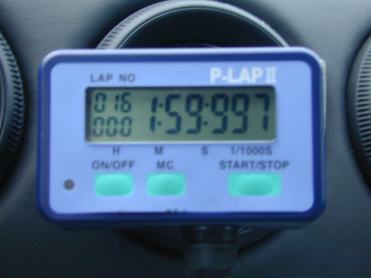 LAP NO P-LAP II
016 1:59:997
000
H M S 1/1000S
ON/OFF MC START/STOP